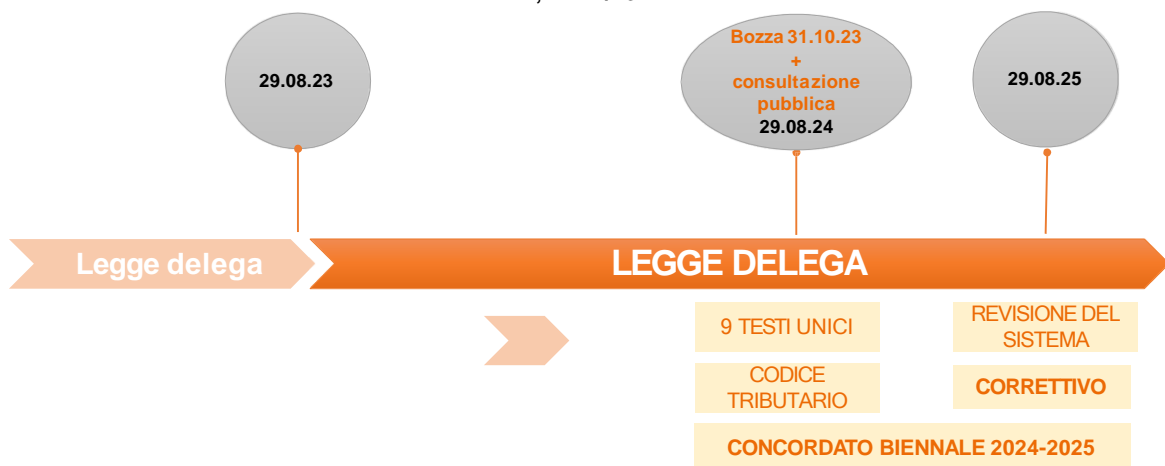 Bozza 31.10.23
+
consultazione
pubblica
29.08.24
29.08.23
29.08.25
Legge delega
LEGGE DELEGA
9 TESTI UNICI
REVISIONE DEL
SISTEMA
CODICE
TRIBUTARIO
CORRETTIVO
CONCORDATO BIENNALE 2024-2025